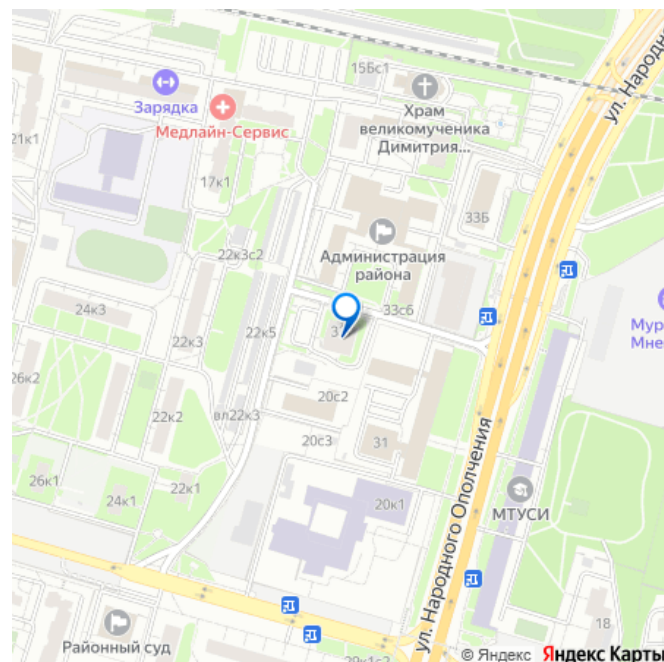 15Бс1
ул. Народного
Зарядка
Медлайн-Сервис
Храм
великомученика
Димитрия...
21к1
17к1
33Б
22к3с2
Администрация
района
24к3
22к3
22к5
33с6
Мур
Мне
26к2
22к2
20с2
вл22к3
20с3
31
26к1
24к1
22к1
20к1
ул. Народного Ополчения
МТУСИ
18
Районный суд
© Яндекс Яндекс Карты